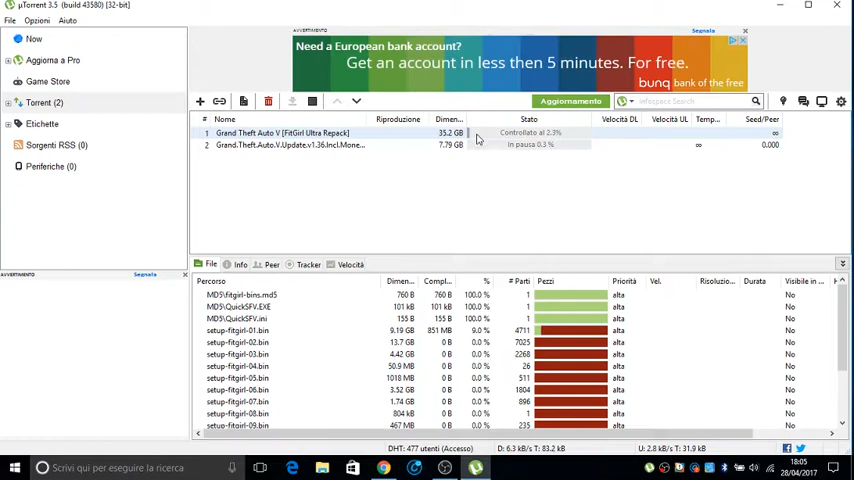 µTorrent 3.5 (build 43580) [32-bit]
File Opzioni Aiuto
Now
Aggiorna a Pro
Game Store
Torrent (2)
Etichette
Sorgenti RSS (0)
Periferiche (0)
AVVERTIMENTO Segnala
AVVERTIMENTO Segnala
Need a European bank account?
Get an account in less then 5 minutes. For free.
bunq bank of the free
Aggiornamento
Infospace Search
# Nome Riproduzione Dimen... Stato Velocità DL Velocità UL Temp... Seed/Peer
1 Grand Theft Auto V [FitGirl Ultra Repack] 35.2 GB Controllato al 2.3% ∞
2 Grand.Theft.Auto.V.Update.v1.36.Incl.Mone... 7.79 GB In pausa 0.3 % ∞ 0.000
File Info Peer Tracker Velocità
Percorso Dimen... Compl... % # Parti Pezzi Priorità Vel. Risoluzio... Durata Visibile in ... H
MD5\fitgirl-bins.md5 760 B 760 B 100.0 % 1 alta No
MD5\QuickSFV.EXE 101 kB 101 kB 100.0 % 1 alta No
MD5\QuickSFV.ini 155 B 155 B 100.0 % 1 alta No
setup-fitgirl-01.bin 9.19 GB 851 MB 9.0 % 4711 alta No
setup-fitgirl-02.bin 13.7 GB 0 B 0.0 % 7025 alta No
setup-fitgirl-03.bin 4.42 GB 0 B 0.0 % 2268 alta No
setup-fitgirl-04.bin 50.9 MB 0 B 0.0 % 26 alta No
setup-fitgirl-05.bin 1018 MB 0 B 0.0 % 511 alta No
setup-fitgirl-06.bin 3.52 GB 0 B 0.0 % 1804 alta No
setup-fitgirl-07.bin 1.74 GB 0 B 0.0 % 896 alta No
setup-fitgirl-08.bin 804 kB 0 B 0.0 % 1 alta No
setup-fitgirl-09.bin 467 MB 0 B 0.0 % 235 alta No
DHT: 477 utenti (Accesso) D: 6.3 kB/s T: 83.2 kB U: 2.8 kB/s T: 31.9 kB
Scrivi qui per eseguire la ricerca
18:05
28/04/2017